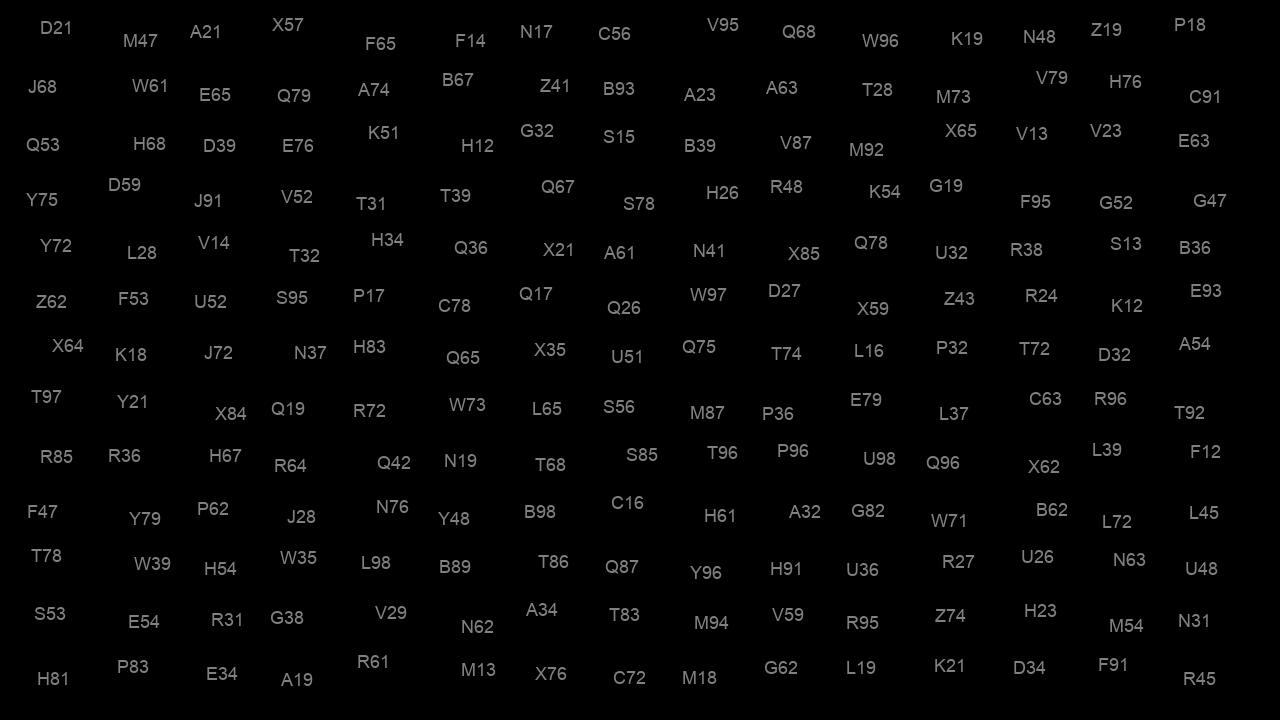 D21 M47 A21 X57 F65 F14 N17 C56 V95 Q68 W96 K19 N48 Z19 P18
J68 W61 E65 Q79 A74 B67 Z41 B93 A23 A63 T28 M73 V79 H76 C91
Q53 H68 D39 E76 K51 H12 G32 S15 B39 V87 M92 X65 V13 V23 E63
Y75 D59 J91 V52 T31 T39 Q67 S78 H26 R48 K54 G19 F95 G52 G47
Y72 L28 V14 T32 H34 Q36 X21 A61 N41 X85 Q78 U32 R38 S13 B36
Z62 F53 U52 S95 P17 C78 Q17 Q26 W97 D27 X59 Z43 R24 K12 E93
X64 K18 J72 N37 H83 Q65 X35 U51 Q75 T74 L16 P32 T72 D32 A54
T97 Y21 X84 Q19 R72 W73 L65 S56 M87 P36 E79 L37 C63 R96 T92
R85 R36 H67 R64 Q42 N19 T68 S85 T96 P96 U98 Q96 X62 L39 F12
F47 Y79 P62 J28 N76 Y48 B98 C16 H61 A32 G82 W71 B62 L72 L45
T78 W39 H54 W35 L98 B89 T86 Q87 Y96 H91 U36 R27 U26 N63 U48
S53 E54 R31 G38 V29 N62 A34 T83 M94 V59 R95 Z74 H23 M54 N31
H81 P83 E34 A19 R61 M13 X76 C72 M18 G62 L19 K21 D34 F91 R45